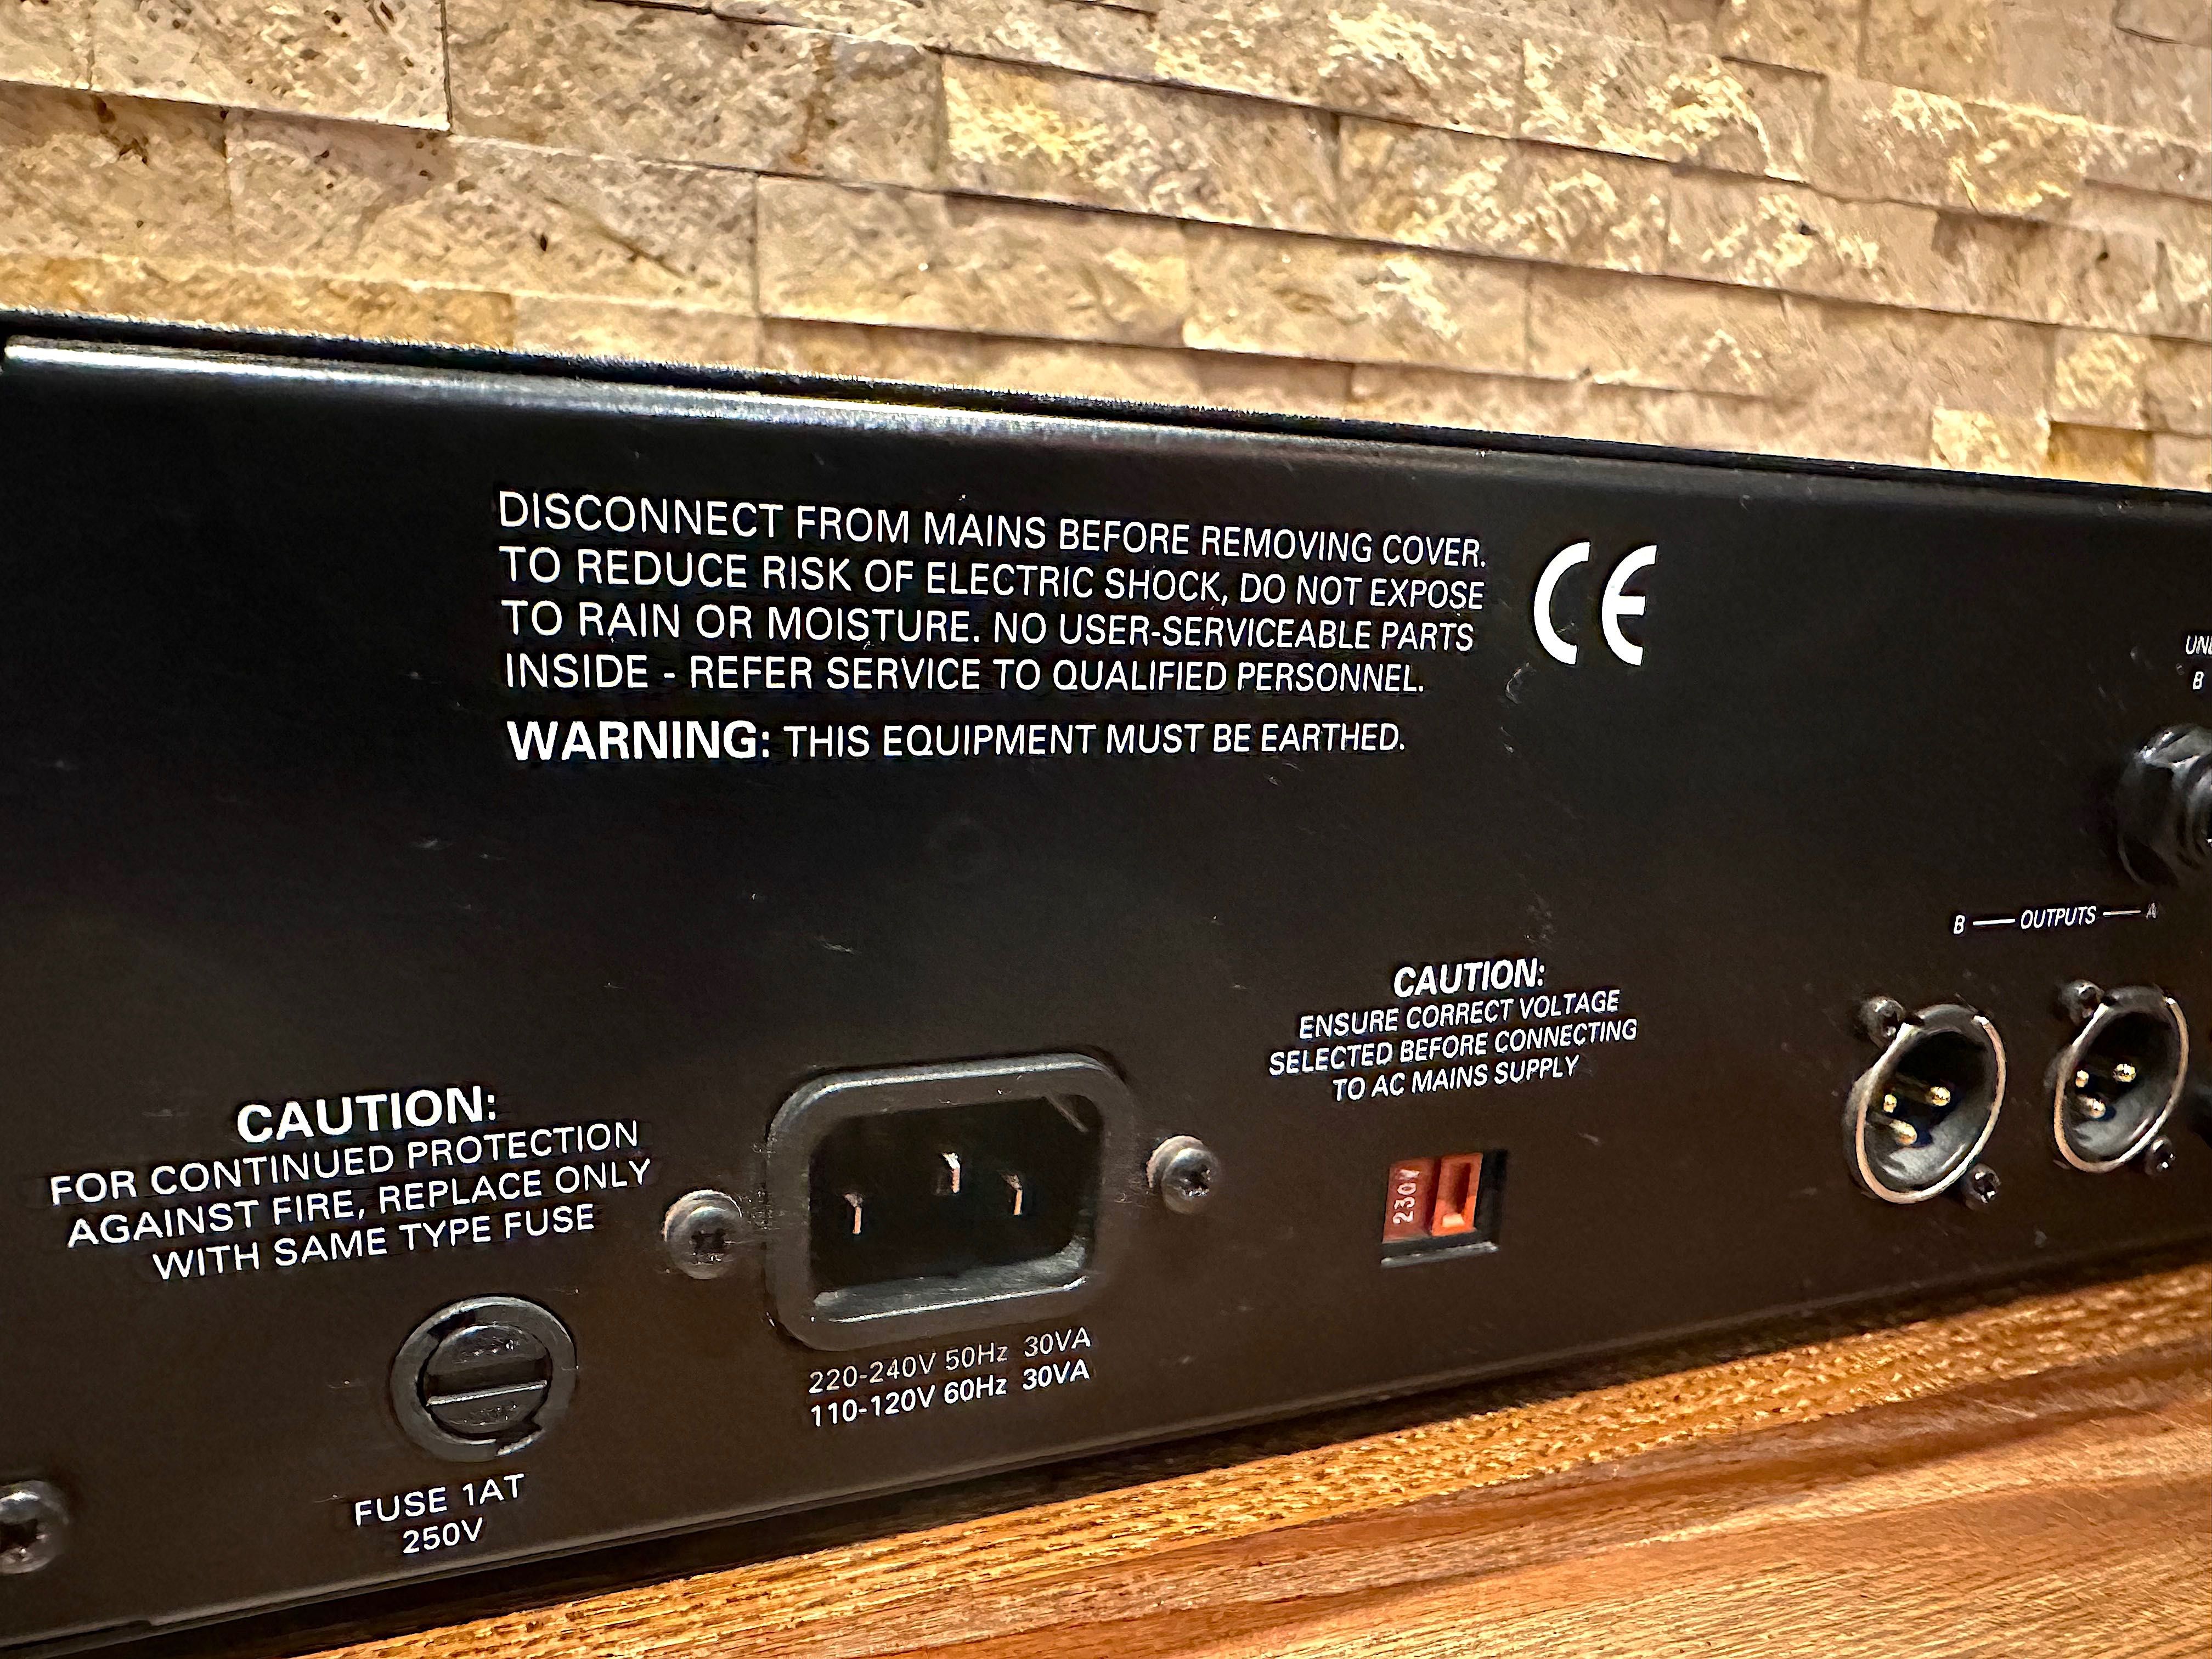 DISCONNECT FROM MAINS BEFORE REMOVING COVER.
TO REDUCE RISK OF ELECTRIC SHOCK, DO NOT EXPOSE
TO RAIN OR MOISTURE. NO USER-SERVICEABLE PARTS
INSIDE - REFER SERVICE TO QUALIFIED PERSONNEL.
WARNING: THIS EQUIPMENT MUST BE EARTHED.
CE
B
B — OUTPUTS — A
CAUTION:
ENSURE CORRECT VOLTAGE
SELECTED BEFORE CONNECTING
TO AC MAINS SUPPLY
230V
CAUTION:
FOR CONTINUED PROTECTION
AGAINST FIRE, REPLACE ONLY
WITH SAME TYPE FUSE
220-240V 50Hz 30VA
110-120V 60Hz 30VA
FUSE 1AT
250V